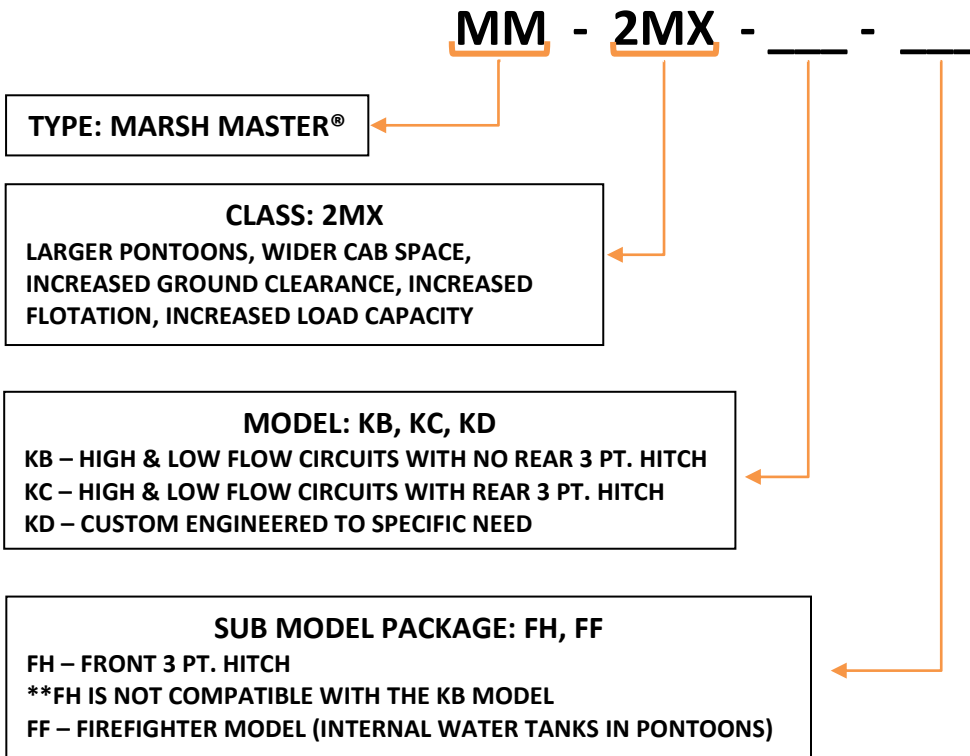 MM - 2MX - ___ - ___
TYPE: MARSH MASTER®
CLASS: 2MX
LARGER PONTOONS, WIDER CAB SPACE,
INCREASED GROUND CLEARANCE, INCREASED
FLOTATION, INCREASED LOAD CAPACITY
MODEL: KB, KC, KD
KB – HIGH & LOW FLOW CIRCUITS WITH NO REAR 3 PT. HITCH
KC – HIGH & LOW FLOW CIRCUITS WITH REAR 3 PT. HITCH
KD – CUSTOM ENGINEERED TO SPECIFIC NEED
SUB MODEL PACKAGE: FH, FF
FH – FRONT 3 PT. HITCH
**FH IS NOT COMPATIBLE WITH THE KB MODEL
FF – FIREFIGHTER MODEL (INTERNAL WATER TANKS IN PONTOONS)